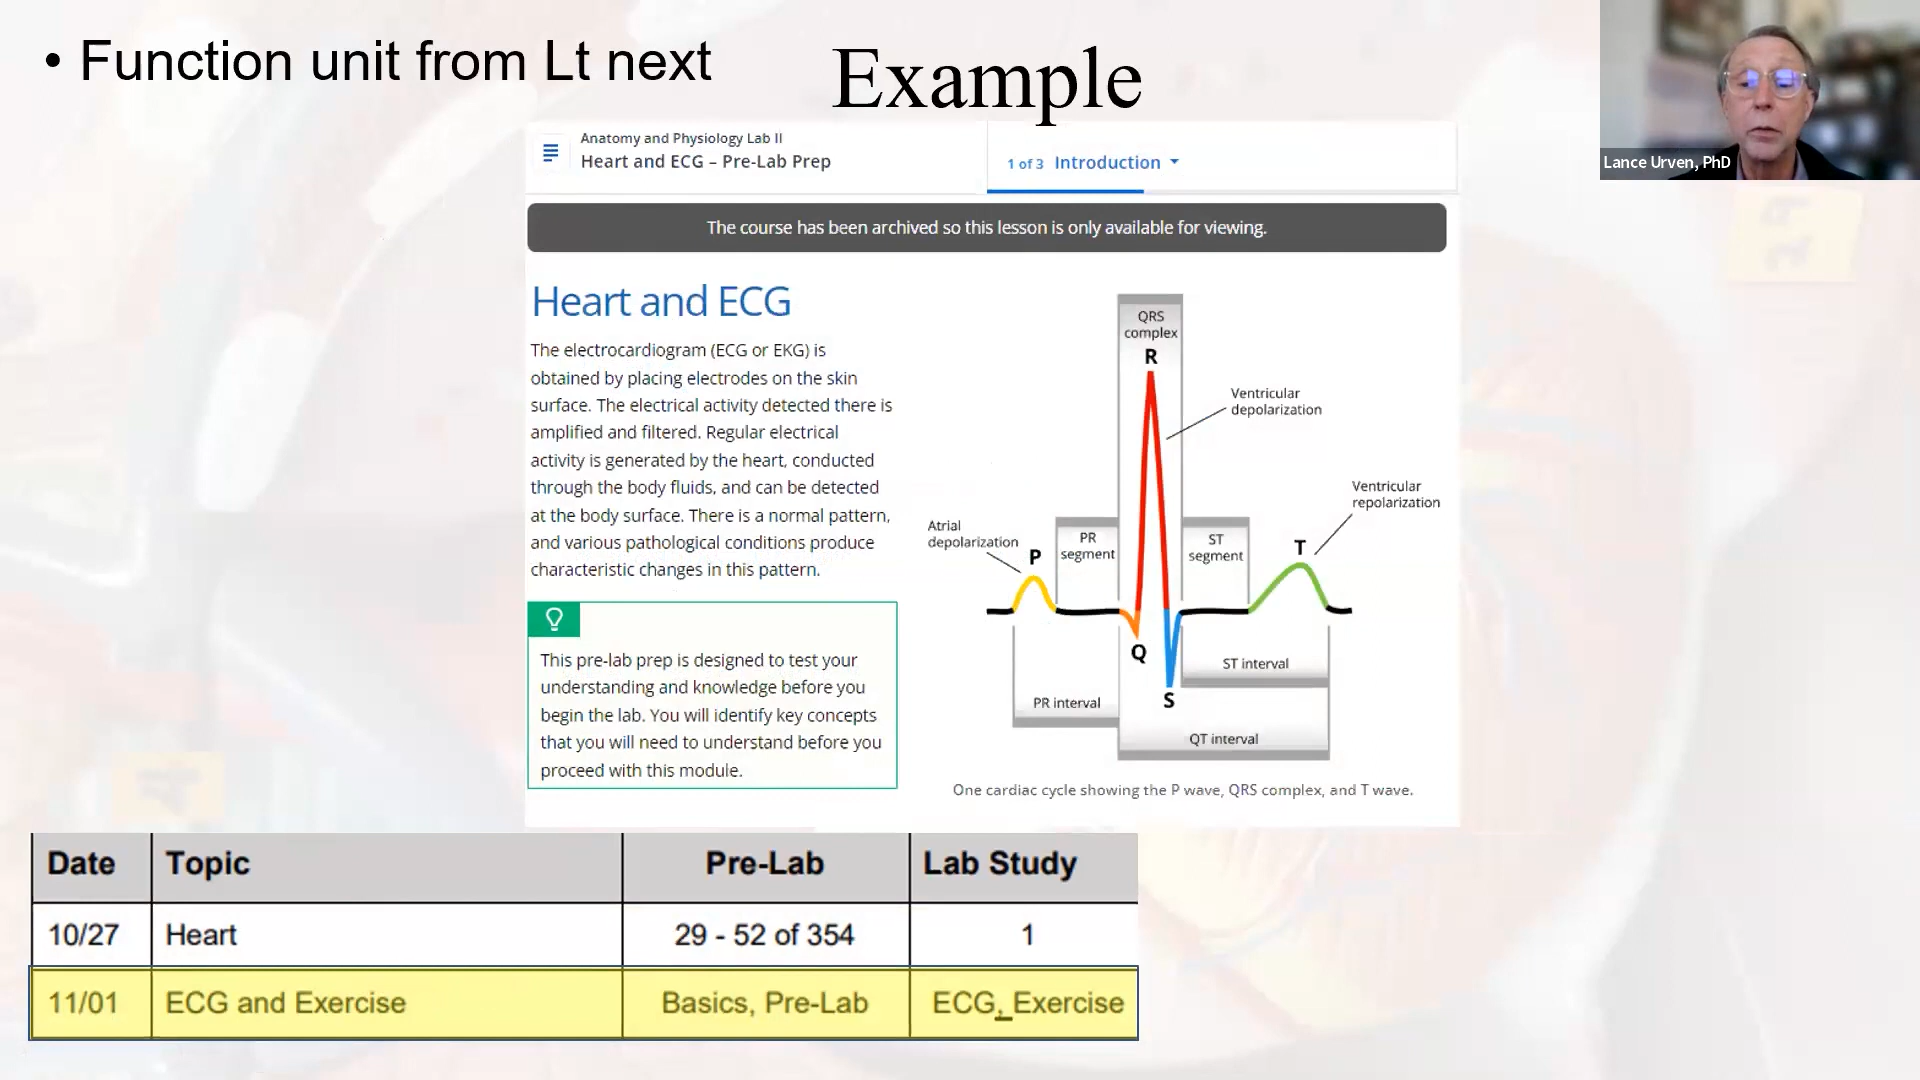 • Function unit from Lt next
Example
Lance Urven, PhD
Anatomy and Physiology Lab II
Heart and ECG – Pre-Lab Prep
1 of 3 Introduction
The course has been archived so this lesson is only available for viewing.
Heart and ECG
The electrocardiogram (ECG or EKG) is
obtained by placing electrodes on the skin
surface. The electrical activity detected there is
amplified and filtered. Regular electrical
activity is generated by the heart, conducted
through the body fluids, and can be detected
at the body surface. There is a normal pattern,
and various pathological conditions produce
characteristic changes in this pattern.
This pre-lab prep is designed to test your
understanding and knowledge before you
begin the lab. You will identify key concepts
that you will need to understand before you
proceed with this module.
QRS
complex
R
Ventricular
depolarization
Ventricular
repolarization
Atrial
depolarization
P
PR
segment
ST
segment
T
Q
S
ST interval
PR interval
QT interval
One cardiac cycle showing the P wave, QRS complex, and T wave.
Date Topic Pre-Lab Lab Study
10/27 Heart 29 - 52 of 354 1
11/01 ECG and Exercise Basics, Pre-Lab ECG, Exercise